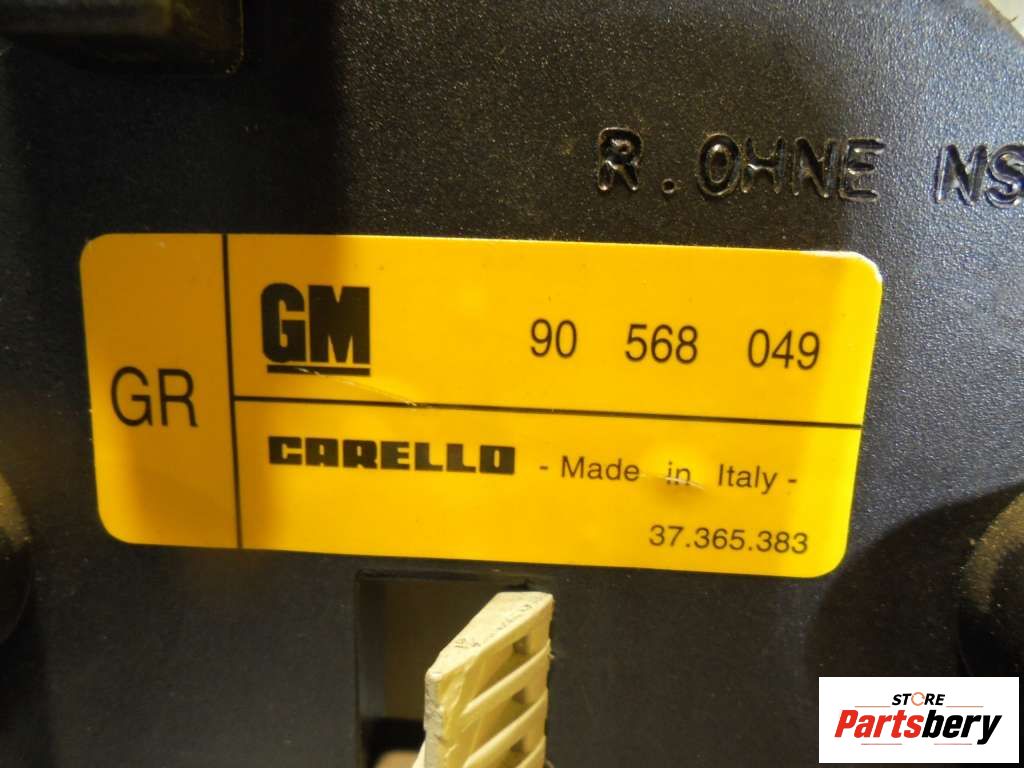 R. OHNE NS
GR
GM 90 568 049
CARELLO - Made in Italy -
37.365.383
STORE
Partsbery